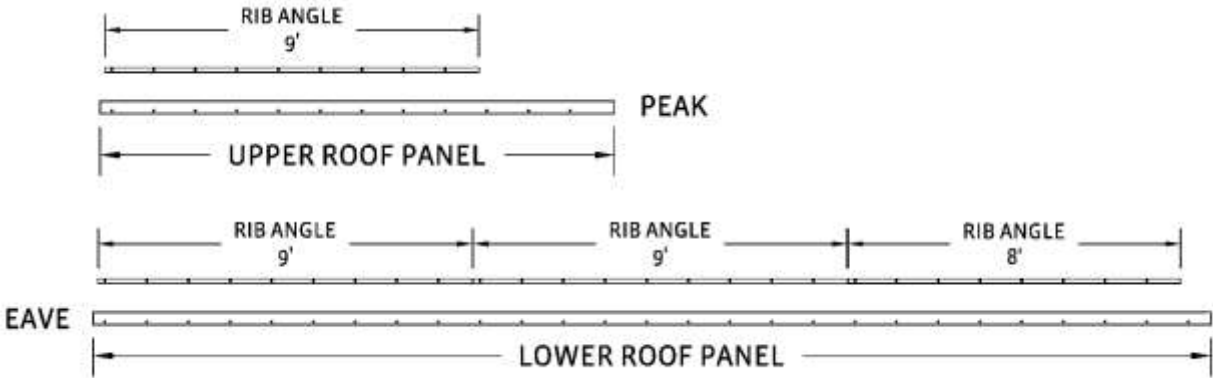 RIB ANGLE
9'
PEAK
UPPER ROOF PANEL
RIB ANGLE RIB ANGLE RIB ANGLE
9' 9' 8'
EAVE
LOWER ROOF PANEL